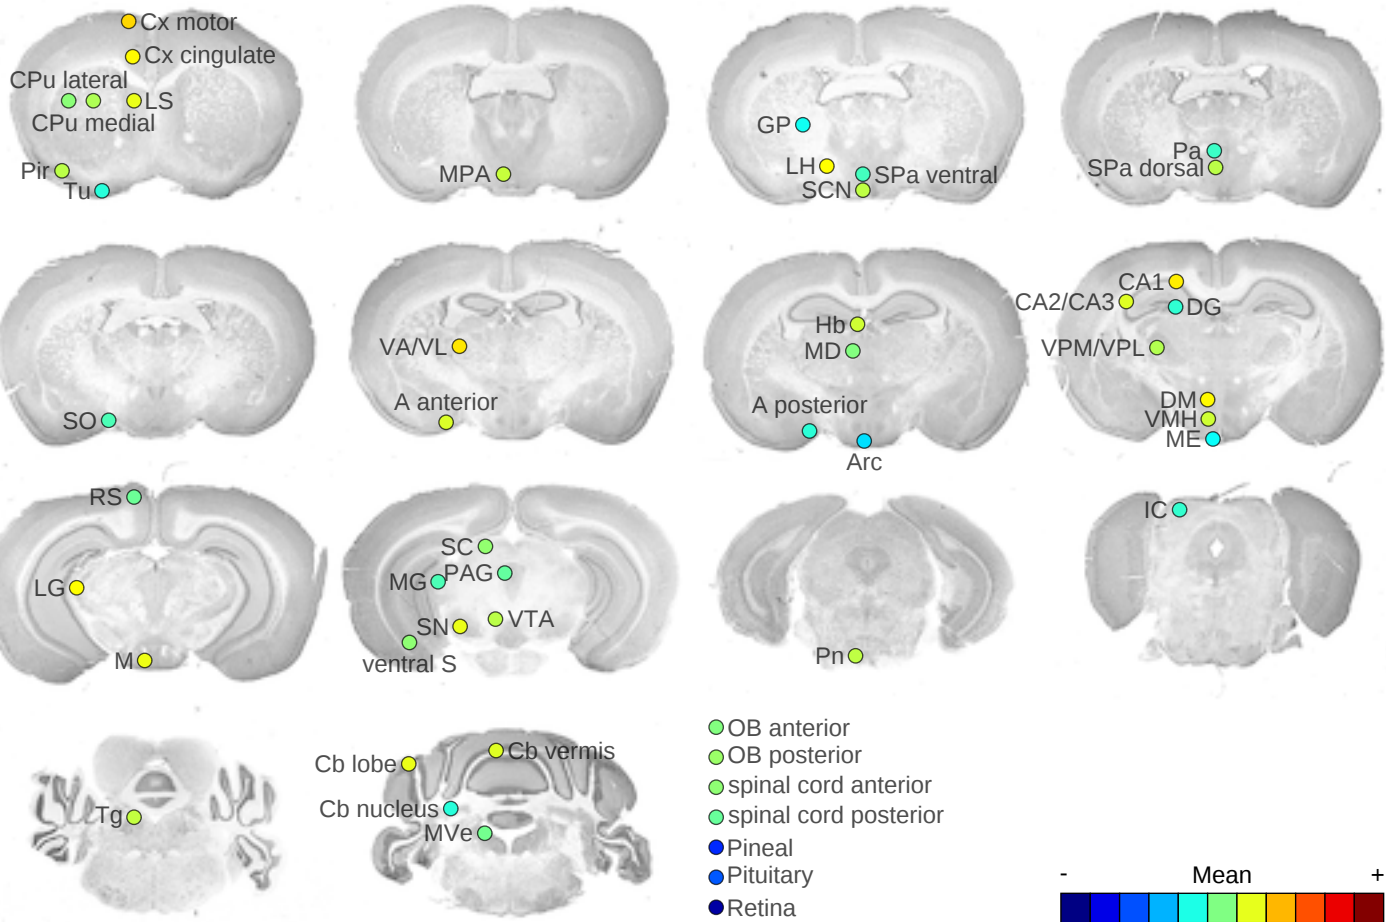 Cx motor
Cx cingulate
CPu lateral
LS
CPu medial
Pir
Tu
MPA
GP
LH
SPa ventral
SCN
Pa
SPa dorsal
SO
VA/VL
A anterior
Hb
MD
A posterior
Arc
CA1
CA2/CA3
DG
VPM/VPL
DM
VMH
ME
RS
LG
M
SC
MG
PAG
SN
VTA
ventral S
Pn
IC
Tg
Cb lobe
Cb vermis
Cb nucleus
MVe
OB anterior
OB posterior
spinal cord anterior
spinal cord posterior
Pineal
Pituitary
Retina
- Mean +